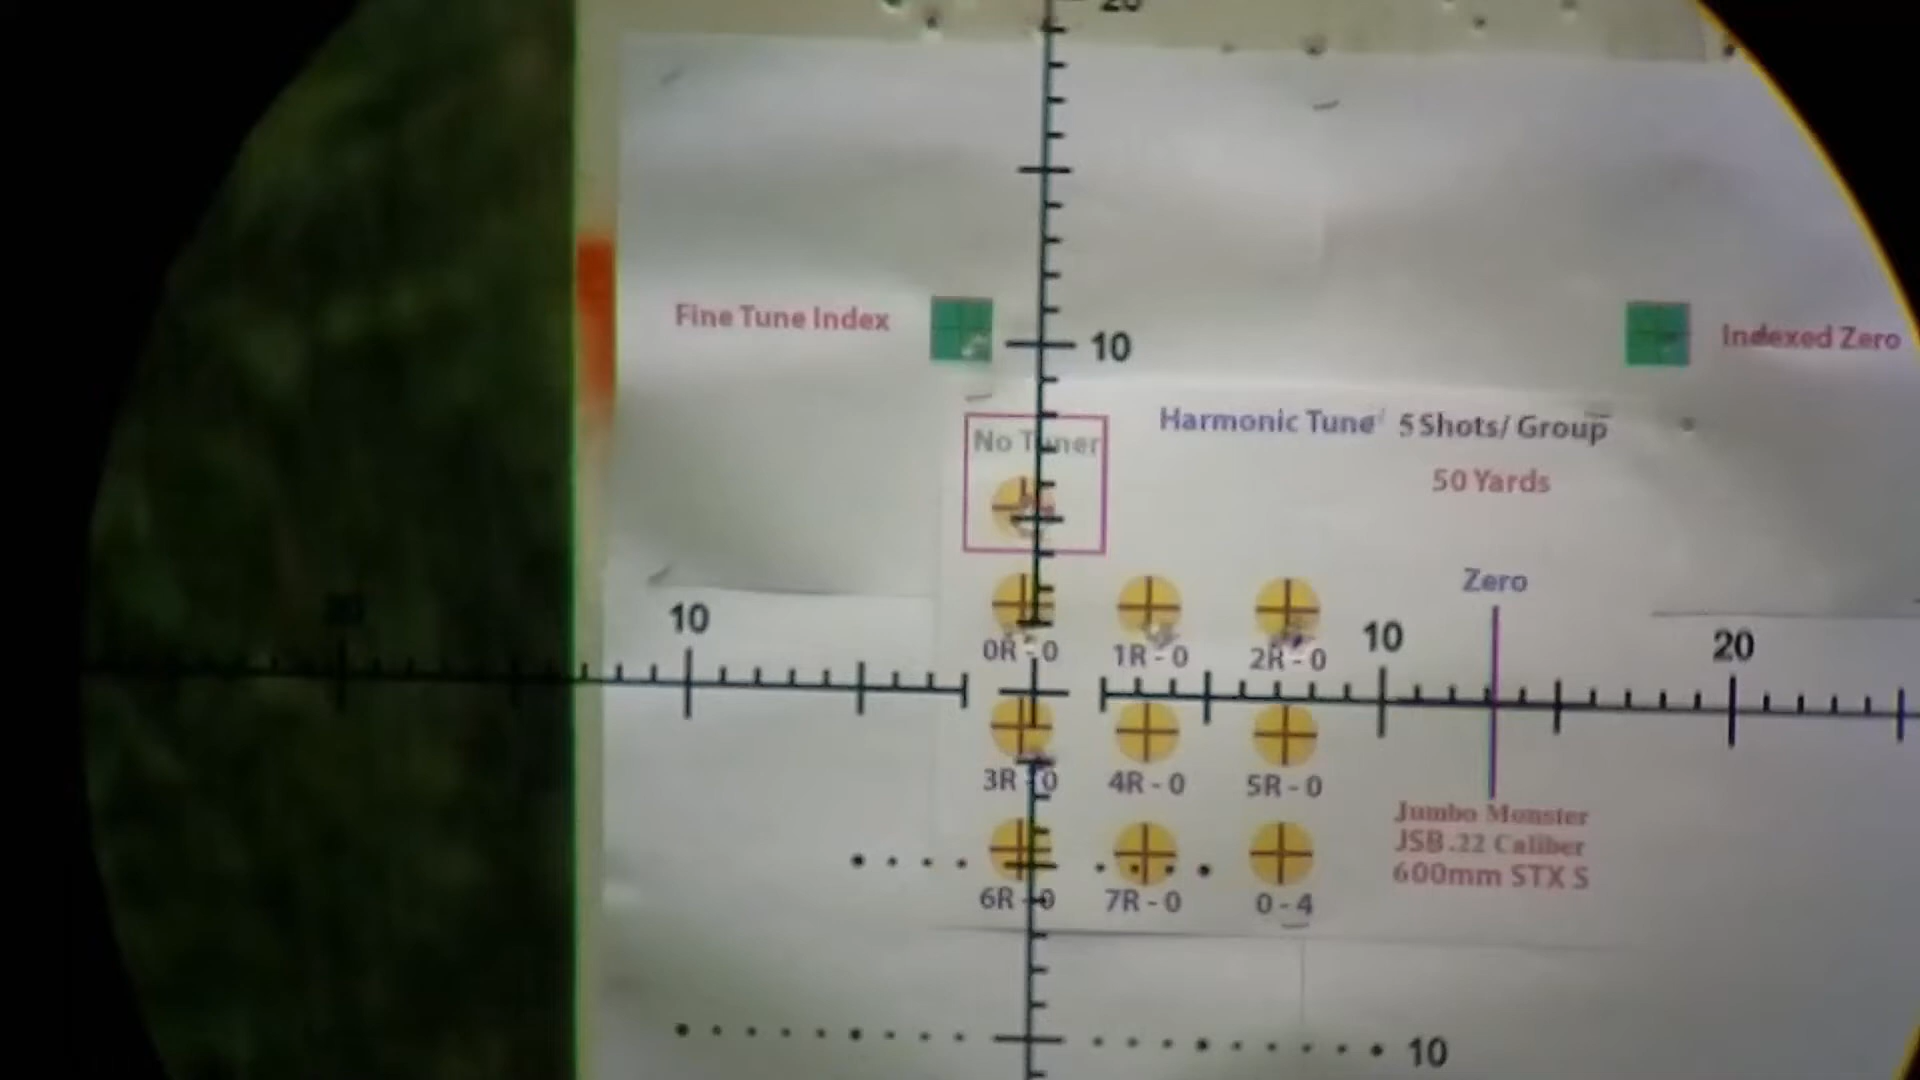 20
Fine Tune Index
Indexed Zero
10
Harmonic Tune 5 Shots/ Group
No Tuner
50 Yards
Zero
10
10
20
0R - 0
1R - 0
2R - 0
3R - 0
4R - 0
5R - 0
Jumbo Monster
JSB .22 Caliber
600mm STX S
6R - 0
7R - 0
0 - 4
10